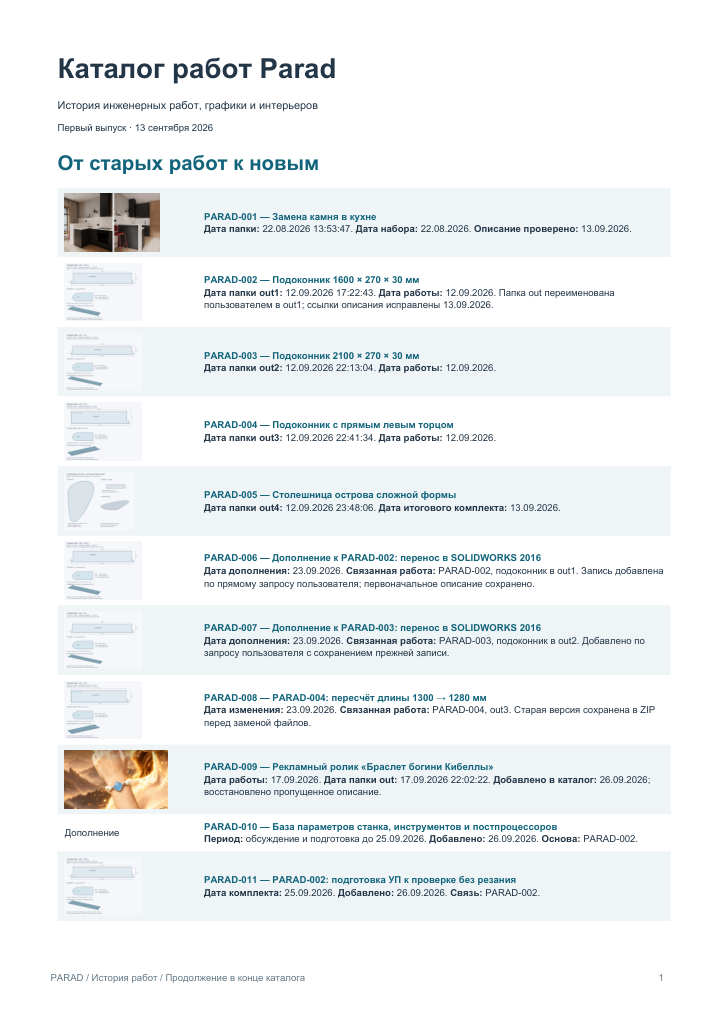 Каталог работ Parad
История инженерных работ, графики и интерьеров
Первый выпуск · 13 сентября 2026
От старых работ к новым
PARAD-001 — Замена камня в кухне
Дата папки: 22.08.2026 13:53:47. Дата набора: 22.08.2026. Описание проверено: 13.09.2026.
PARAD-002 — Подоконник 1600 × 270 × 30 мм
Дата папки out1: 12.09.2026 17:22:43. Дата работы: 12.09.2026. Папка out переименована
пользователем в out1; ссылки описания исправлены 13.09.2026.
PARAD-003 — Подоконник 2100 × 270 × 30 мм
Дата папки out2: 12.09.2026 22:13:04. Дата работы: 12.09.2026.
PARAD-004 — Подоконник с прямым левым торцом
Дата папки out3: 12.09.2026 22:41:34. Дата работы: 12.09.2026.
PARAD-005 — Столешница острова сложной формы
Дата папки out4: 12.09.2026 23:48:06. Дата итогового комплекта: 13.09.2026.
PARAD-006 — Дополнение к PARAD-002: перенос в SOLIDWORKS 2016
Дата дополнения: 23.09.2026. Связанная работа: PARAD-002, подоконник в out1. Запись добавлена
по прямому запросу пользователя; первоначальное описание сохранено.
PARAD-007 — Дополнение к PARAD-003: перенос в SOLIDWORKS 2016
Дата дополнения: 23.09.2026. Связанная работа: PARAD-003, подоконник в out2. Добавлено по
запросу пользователя с сохранением прежней записи.
PARAD-008 — PARAD-004: пересчёт длины 1300 → 1280 мм
Дата изменения: 23.09.2026. Связанная работа: PARAD-004, out3. Старая версия сохранена в ZIP
перед заменой файлов.
PARAD-009 — Рекламный ролик «Браслет богини Кибеллы»
Дата работы: 17.09.2026. Дата папки out: 17.09.2026 22:02:22. Добавлено в каталог: 26.09.2026;
восстановлено пропущенное описание.
Дополнение
PARAD-010 — База параметров станка, инструментов и постпроцессоров
Период: обсуждение и подготовка до 25.09.2026. Добавлено: 26.09.2026. Основа: PARAD-002.
PARAD-011 — PARAD-002: подготовка УП к проверке без резания
Дата комплекта: 25.09.2026. Добавлено: 26.09.2026. Связь: PARAD-002.
PARAD / История работ / Продолжение в конце каталога
1